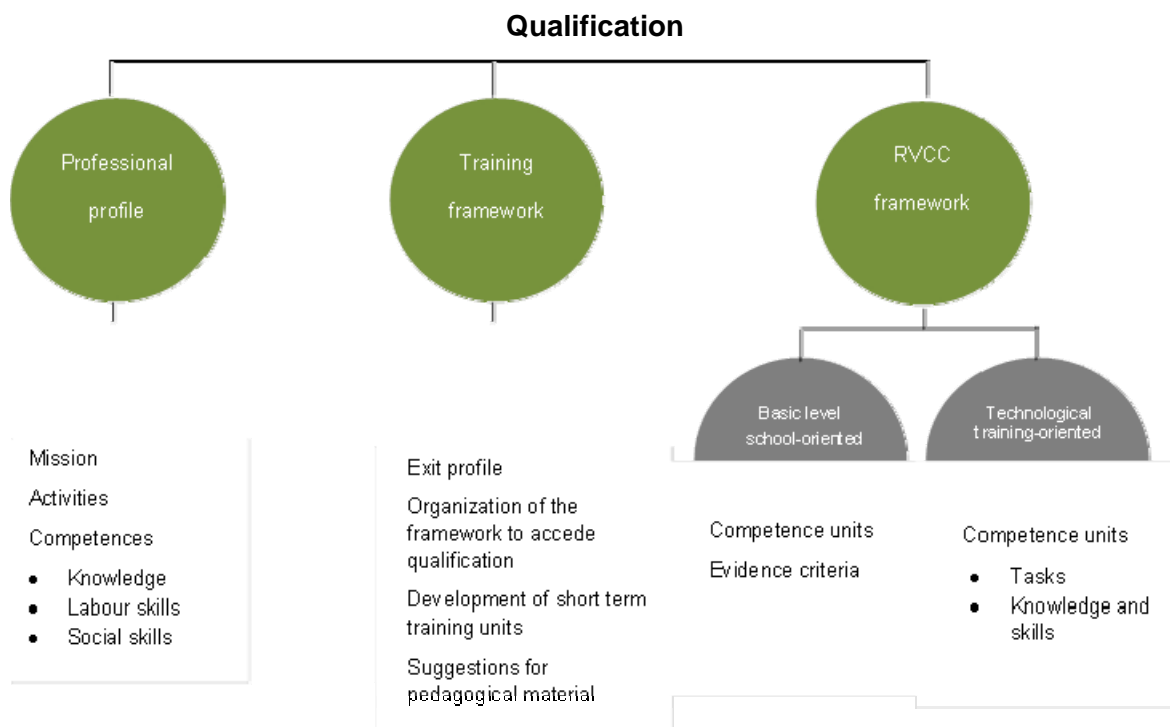 Qualification
Professional
profile
Training
framework
RVCC
framework
Basic level
school-oriented
Technological
training-oriented
Mission
Activities
Competences
• Knowledge
• Labour skills
• Social skills
Exit profile
Organization of the
framework to accede
qualification
Development of short term
training units
Suggestions for
pedagogical material
Competence units
Evidence criteria
Competence units
• Tasks
• Knowledge and
skills